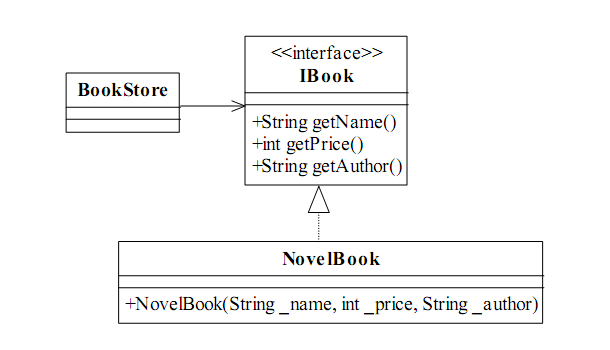 <<interface>>
IBook
BookStore
+String getName()
+int getPrice()
+String getAuthor()
NovelBook
+NovelBook(String _name, int _price, String _author)